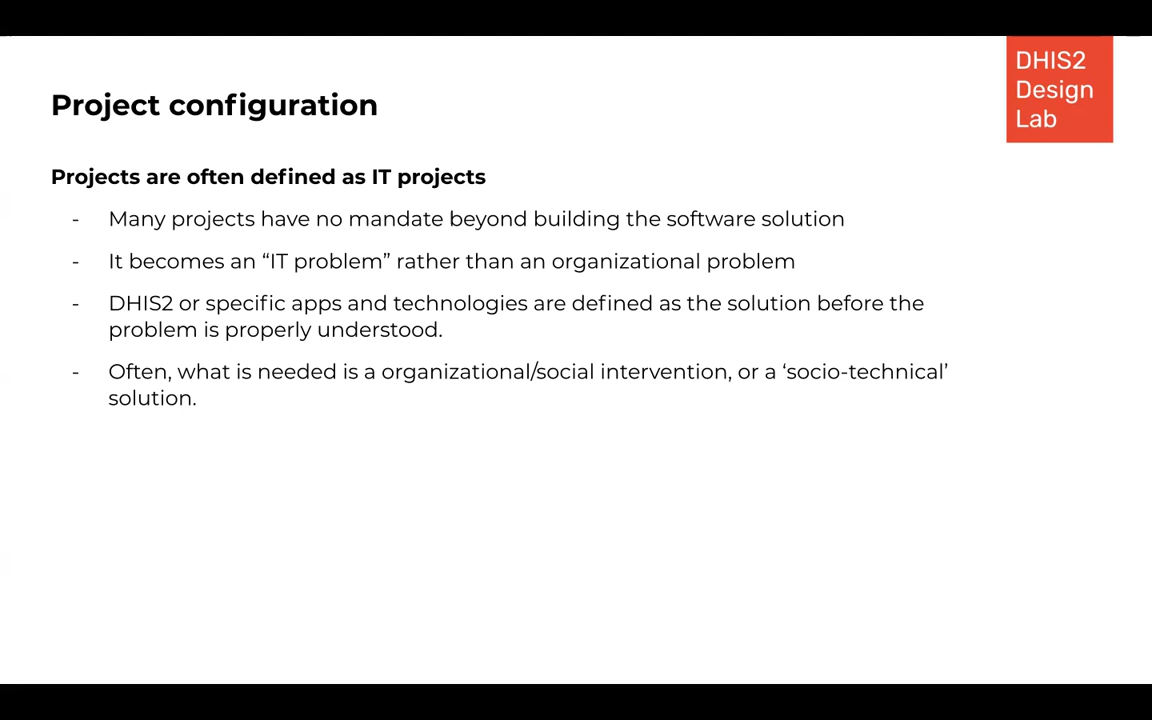 DHIS2
Design
Lab
Project configuration
Projects are often defined as IT projects
- Many projects have no mandate beyond building the software solution
- It becomes an “IT problem” rather than an organizational problem
- DHIS2 or specific apps and technologies are defined as the solution before the
problem is properly understood.
- Often, what is needed is a organizational/social intervention, or a ‘socio-technical’
solution.